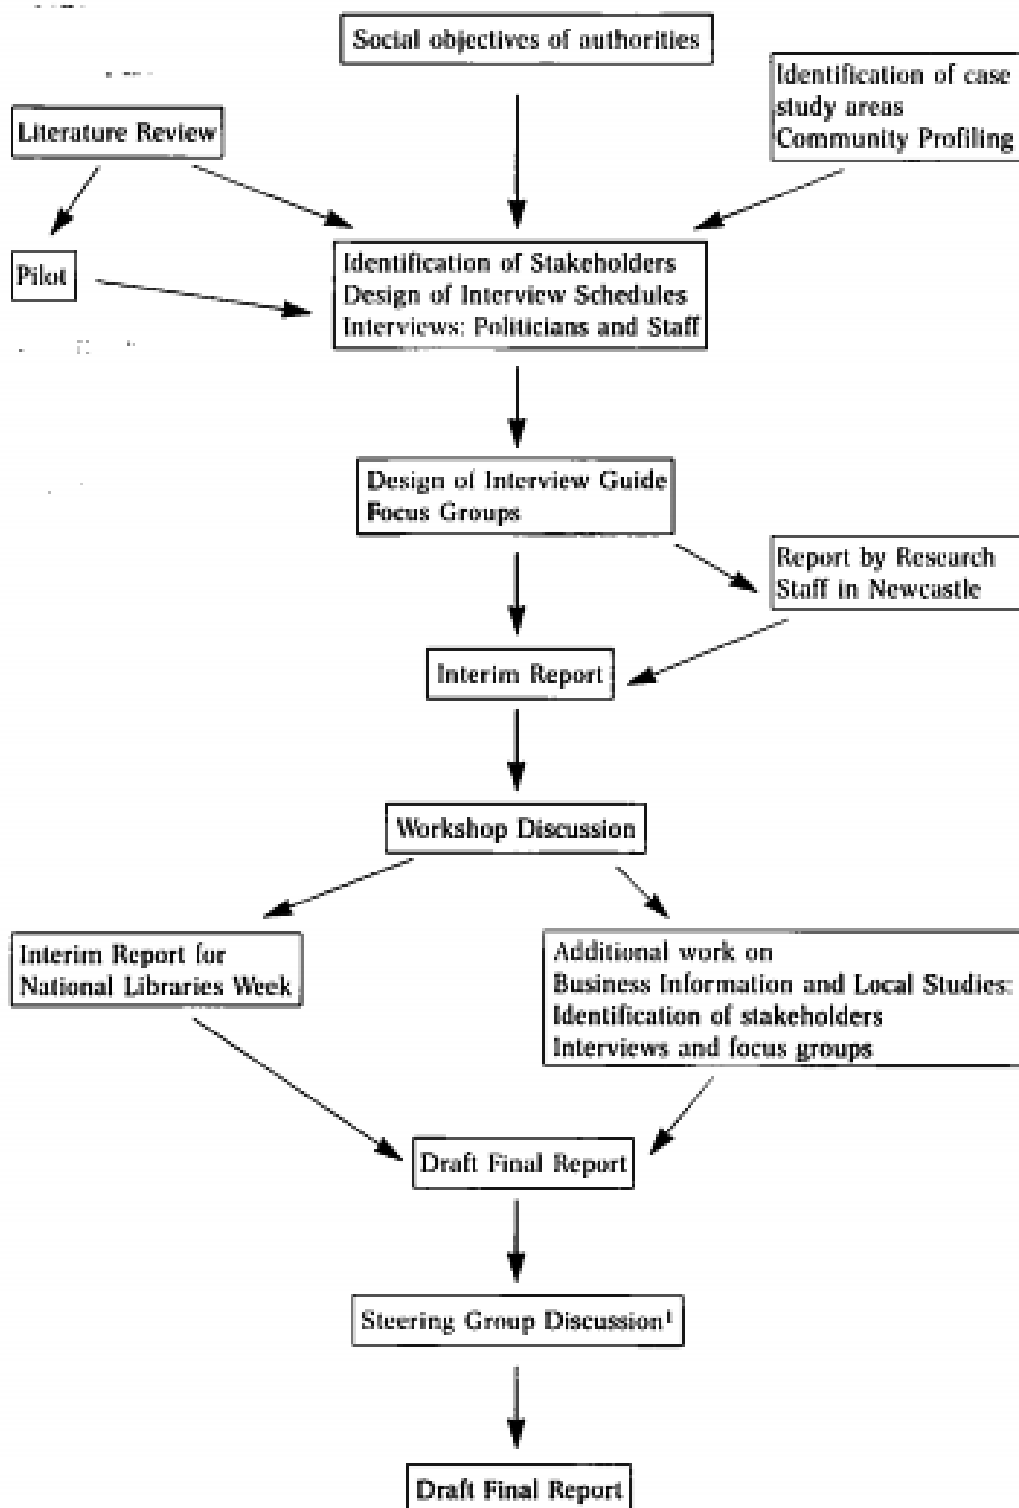 Social objectives of authorities
Identification of case
study areas
Community Profiling
Literature Review
Pilot
Identification of Stakeholders
Design of Interview Schedules
Interviews: Politicians and Staff
Design of Interview Guide
Focus Groups
Report by Research
Staff in Newcastle
Interim Report
Workshop Discussion
Interim Report for
National Libraries Week
Additional work on
Business Information and Local Studies:
Identification of stakeholders
Interviews and focus groups
Draft Final Report
Steering Group Discussion¹
Draft Final Report